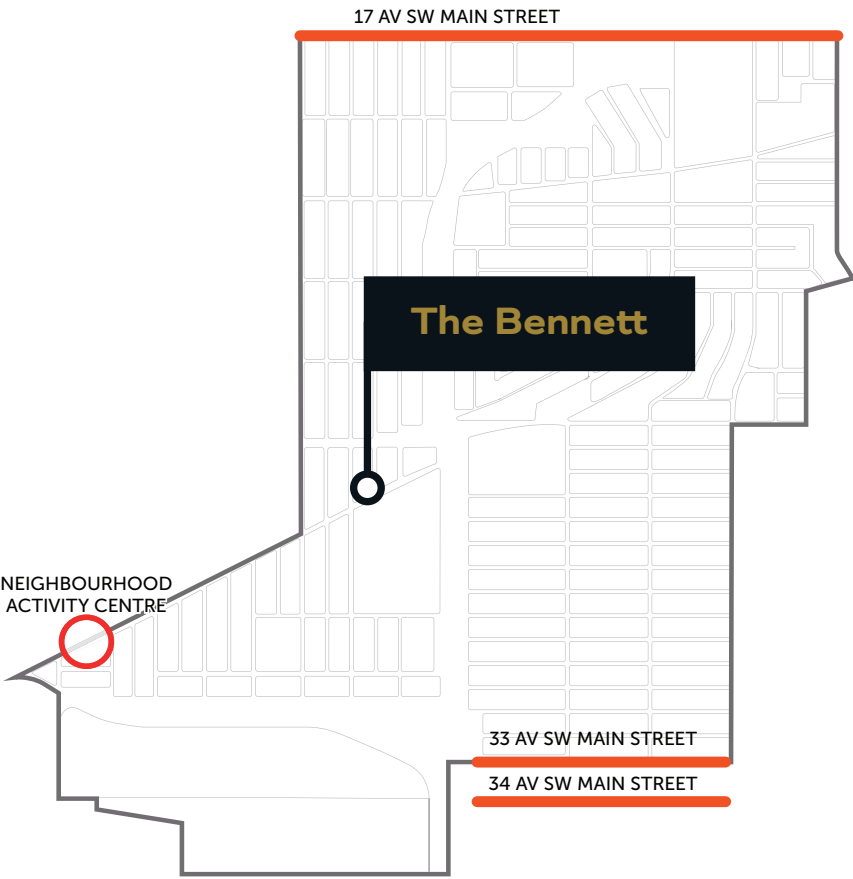 17 AV SW MAIN STREET
The Bennett
NEIGHBOURHOOD
ACTIVITY CENTRE
33 AV SW MAIN STREET
34 AV SW MAIN STREET